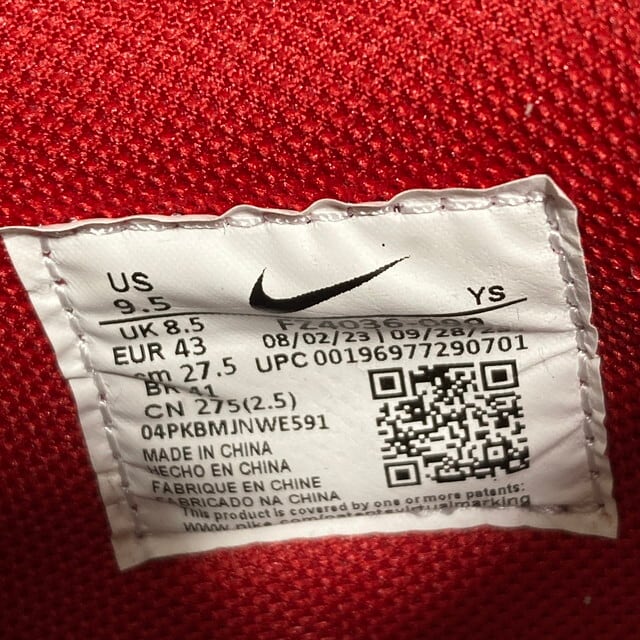 US
9.5
YS
UK 8.5
EUR 43
08/02/23 | 09/28/
cm 27.5
UPC 001969772907​01
BR 41
CN 275(2.5)
04PKBMJNWE591
MADE IN CHINA
HECHO EN CHINA
FABRIQUE EN CHINE
FABRICADO NA CHINA
This product is covered by one or more patents: